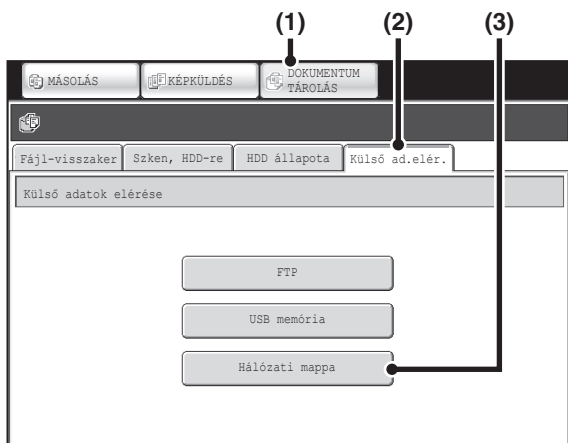 (1) (2) (3)
MÁSOLÁS KÉPKÜLDÉS DOKUMENTUM
TÁROLÁS
Fájl-visszaker Szken, HDD-re HDD állapota Külső ad.elér.
Külső adatok elérése
FTP
USB memória
Hálózati mappa